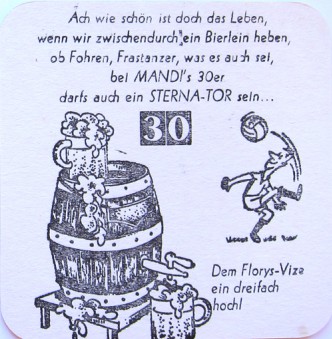 Ach wie schön ist doch das Leben,
wenn wir zwischendurch ein Bierlein heben,
ob Fohren, Frastanzer, was es auch sei,
bei MANDI's 30er
darfs auch ein STERNA-TOR sein...
30
Dem Florys-Vize
ein dreifach
hoch!